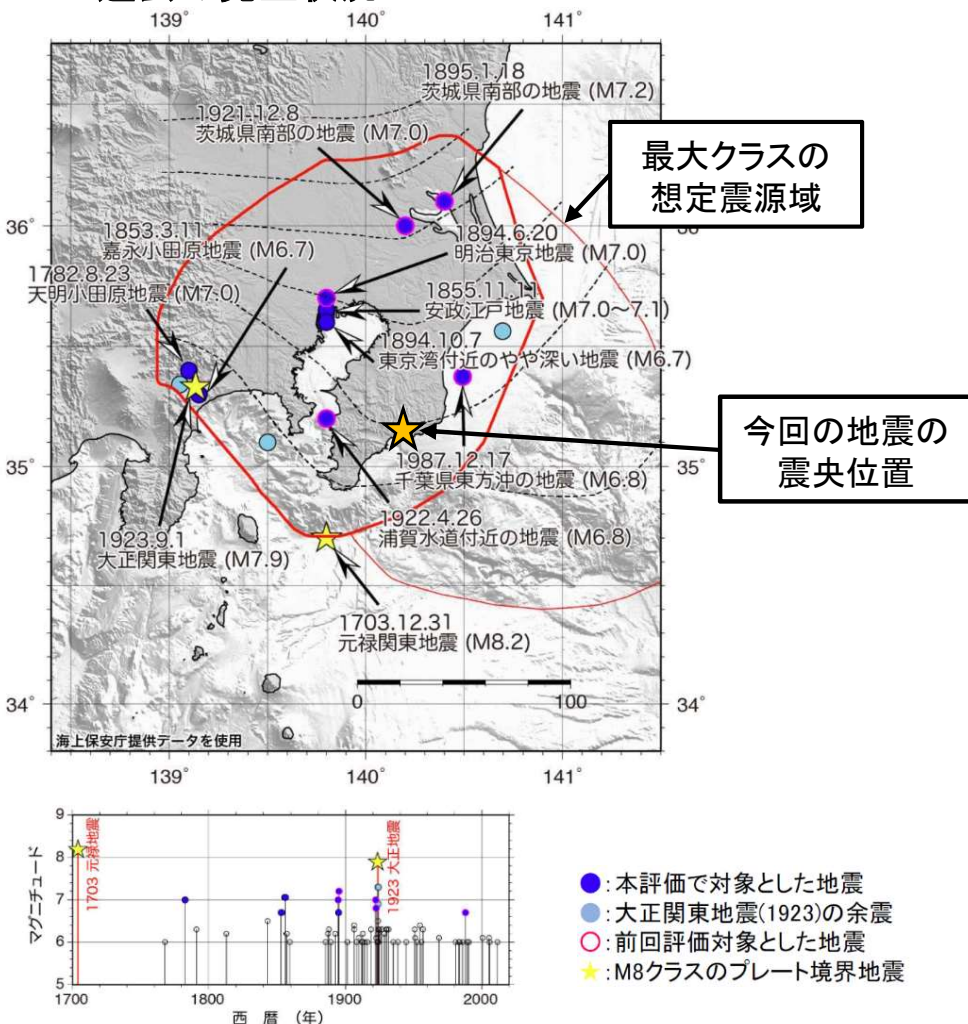 139°
140°
141°
1895.1.18
茨城県南部の地震 (M7.2)
1921.12.8
茨城県南部の地震 (M7.0)
最大クラスの
想定震源域
36°
1853.3.11
嘉永小田原地震 (M6.7)
1894.6.20
明治東京地震 (M7.0)
1782.8.23
天明小田原地震 (M7.0)
1855.11.11
安政江戸地震 (M7.0～7.1)
1894.10.7
東京湾付近のやや深い地震 (M6.7)
今回の地震の
震央位置
35°
35°
1987.12.17
千葉県東方沖の地震 (M6.8)
1922.4.26
浦賀水道付近の地震 (M6.8)
1923.9.1
大正関東地震 (M7.9)
1703.12.31
元禄関東地震 (M8.2)
0
100
34°
34°
海上保安庁提供データを使用
139°
140°
141°
マグニチュード
9
8
7
6
5
1703 元禄地震
1923 大正地震
1700
1800
1900
2000
西 暦 (年)
●:本評価で対象とした地震
●:大正関東地震(1923)の余震
○:前回評価対象とした地震
★:M8クラスのプレート境界地震